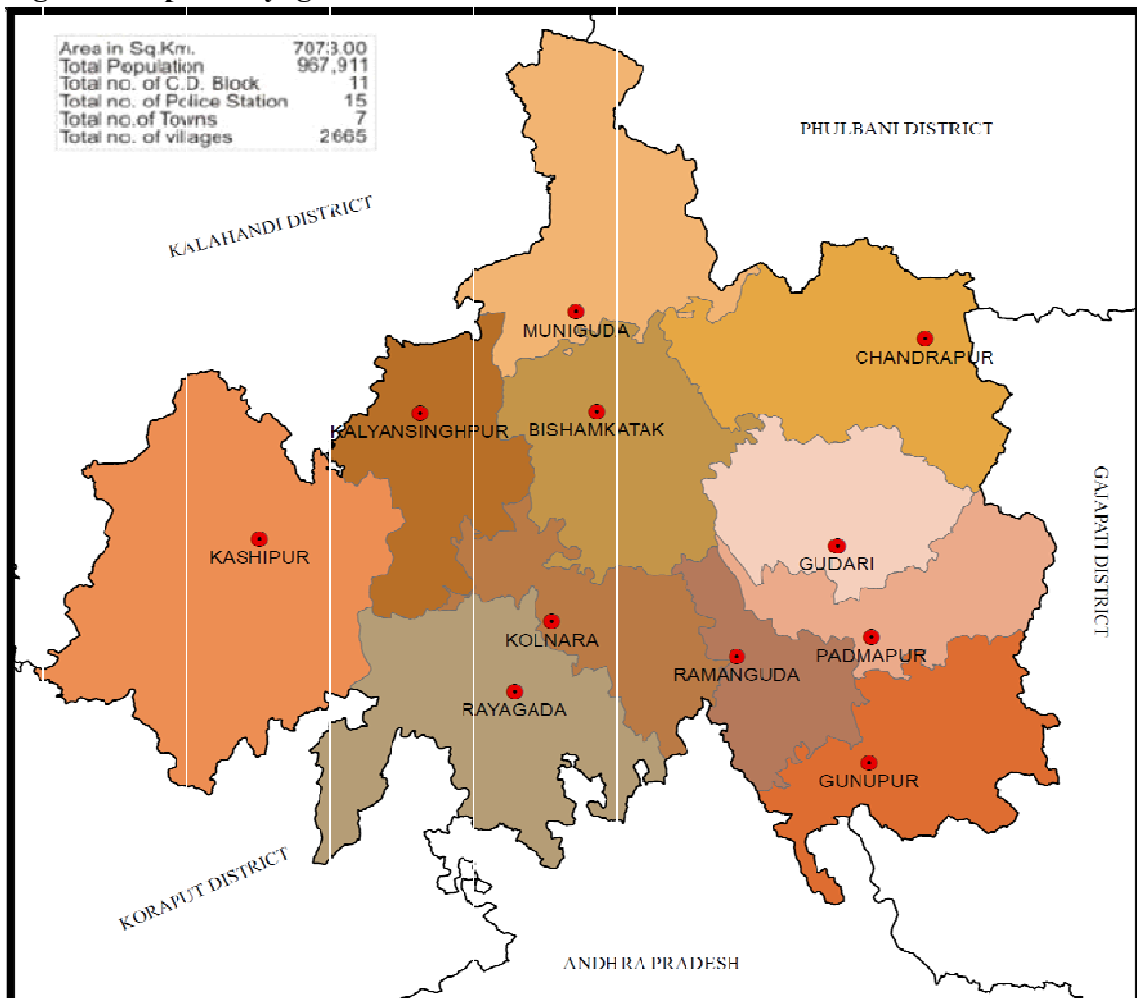 Area in Sq.Km. 7073.00
Total Population 967,911
Total no. of C.D. Block 11
Total no. of Police Station 15
Total no.of Towns 7
Total no. of villages 2665
PHULBANI DISTRICT
KALAHANDI DISTRICT
MUNIGUDA
CHANDRAPUR
KALYANSINGHPUR
BISHAMKATAK
GAJAPATI DISTRICT
KASHIPUR
GUDARI
KOLNARA
PADMAPUR
RAMANGUDA
RAYAGADA
GUNUPUR
KORAPUT DISTRICT
ANDHRA PRADESH